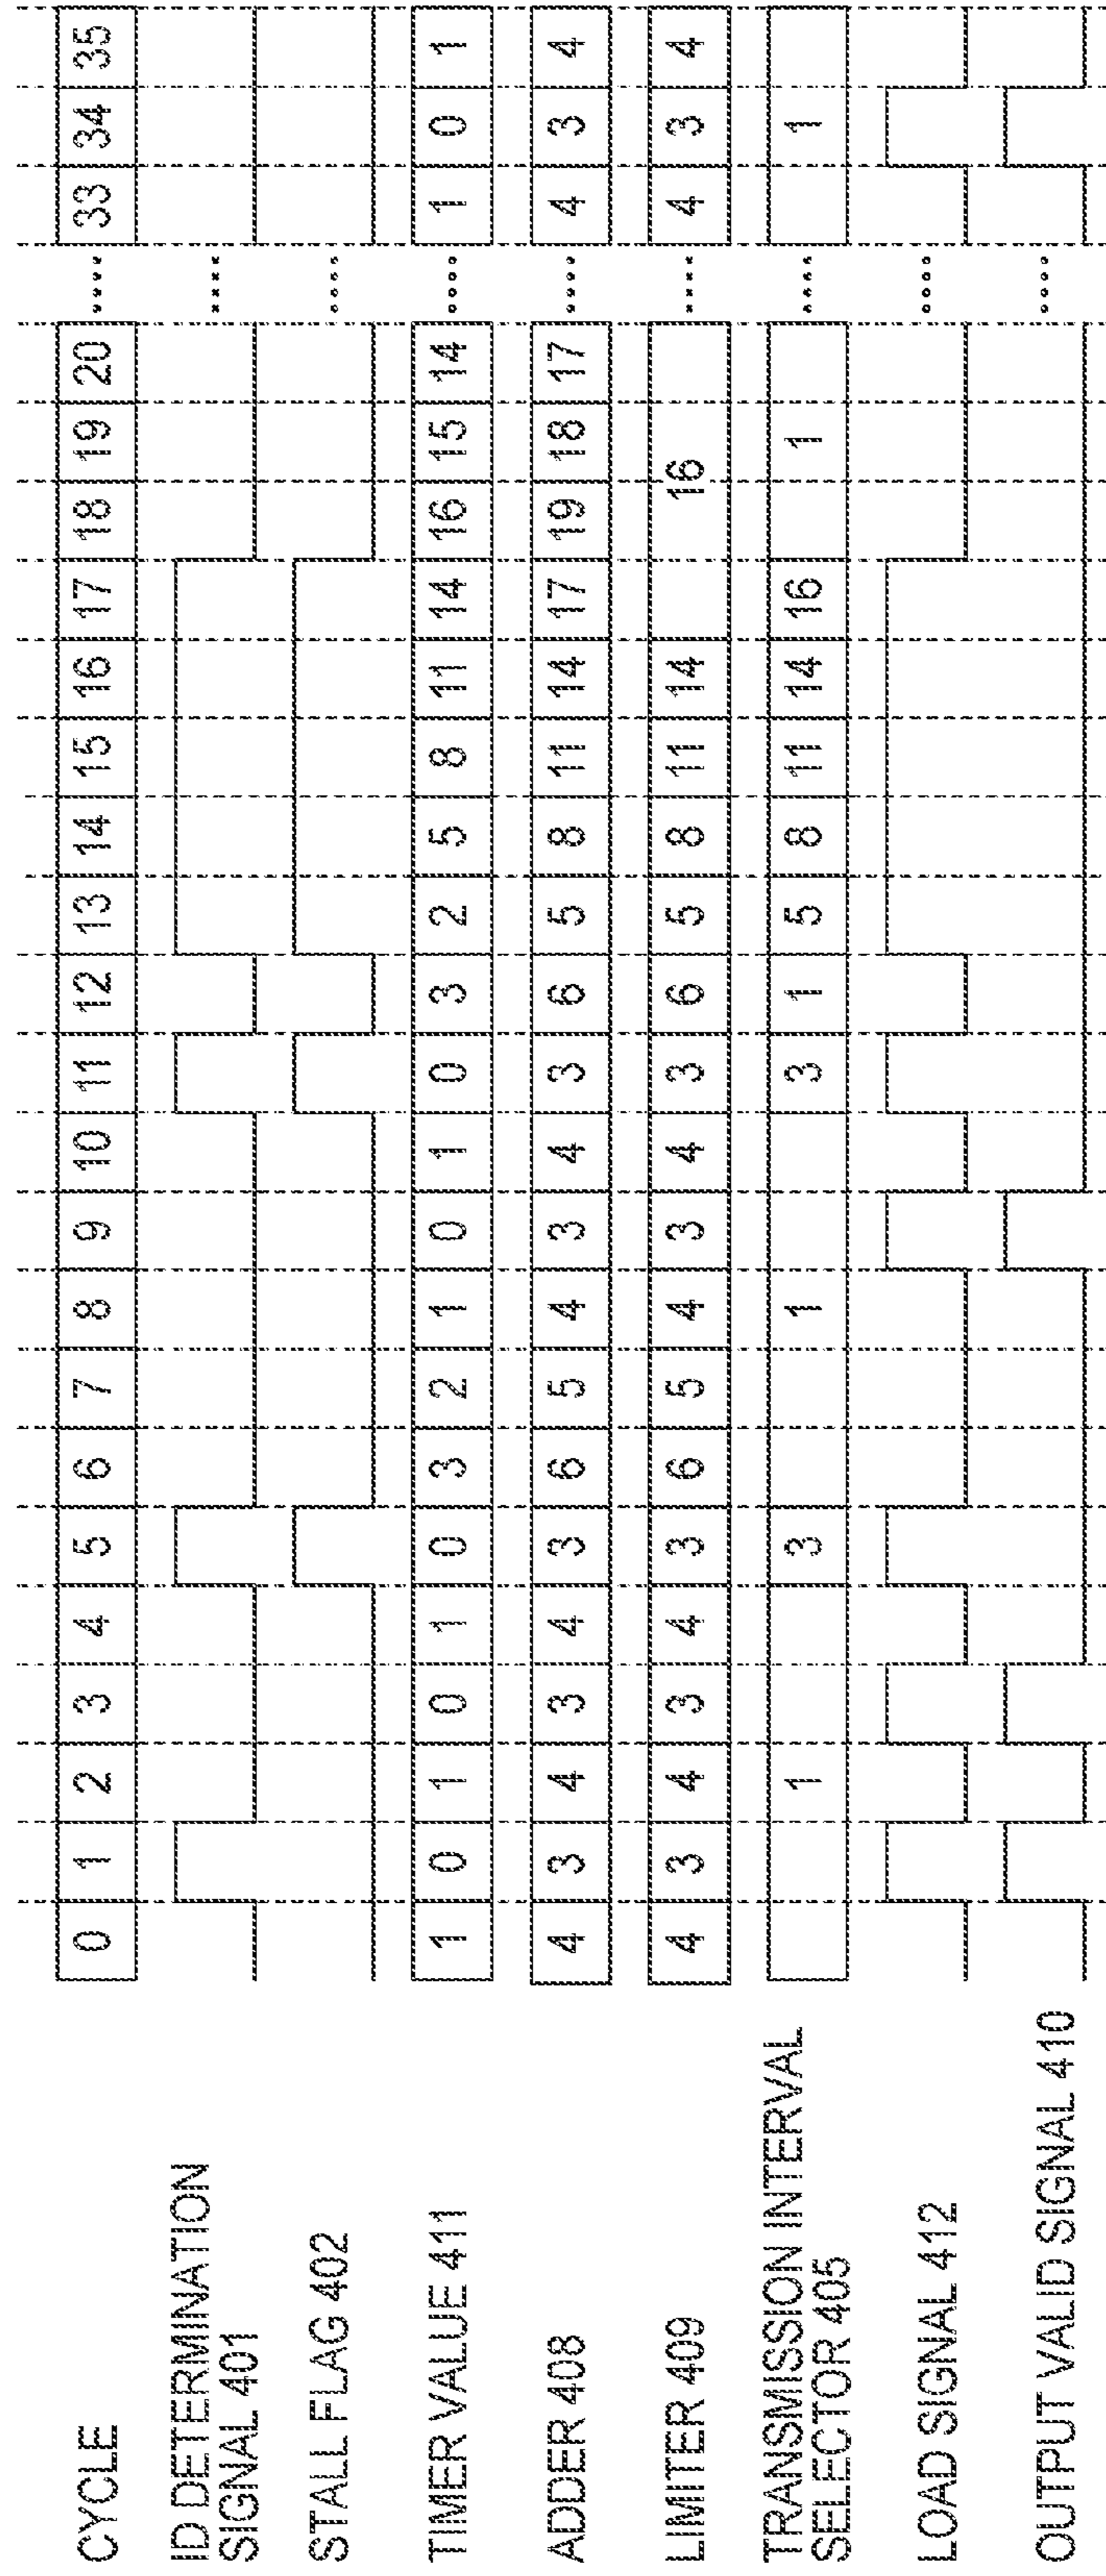 CYCLE 0 1 2 3 4 5 6 7 8 9 10 11 12 13 14 15 16 17 18 19 20 •••• 33 34 35
ID DETERMINATION
SIGNAL 401 ••••
STALL FLAG 402 ••••
TIMER VALUE 411 1 0 1 0 1 0 3 2 1 0 1 0 3 2 5 8 11 14 16 15 14 •••• 1 0 1
ADDER 408 4 3 4 3 4 3 6 5 4 3 4 3 6 5 8 11 14 17 19 18 17 •••• 4 3 4
LIMITER 409 4 3 4 3 4 3 6 5 4 3 4 3 6 5 8 11 14 16 •••• 4 3 4
TRANSMISSION INTERVAL
SELECTOR 405 1 3 1 3 1 5 8 11 14 16 1 •••• 1
LOAD SIGNAL 412 ••••
OUTPUT VALID SIGNAL 410 ••••